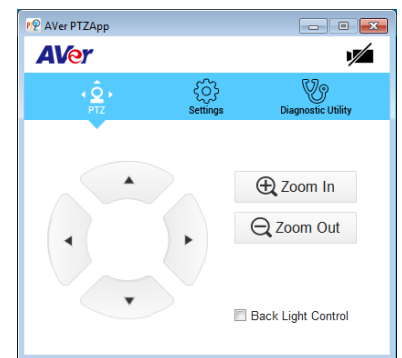 AVer PTZApp
AVer
PTZ
Settings
Diagnostic Utility
Zoom In
Zoom Out
Back Light Control